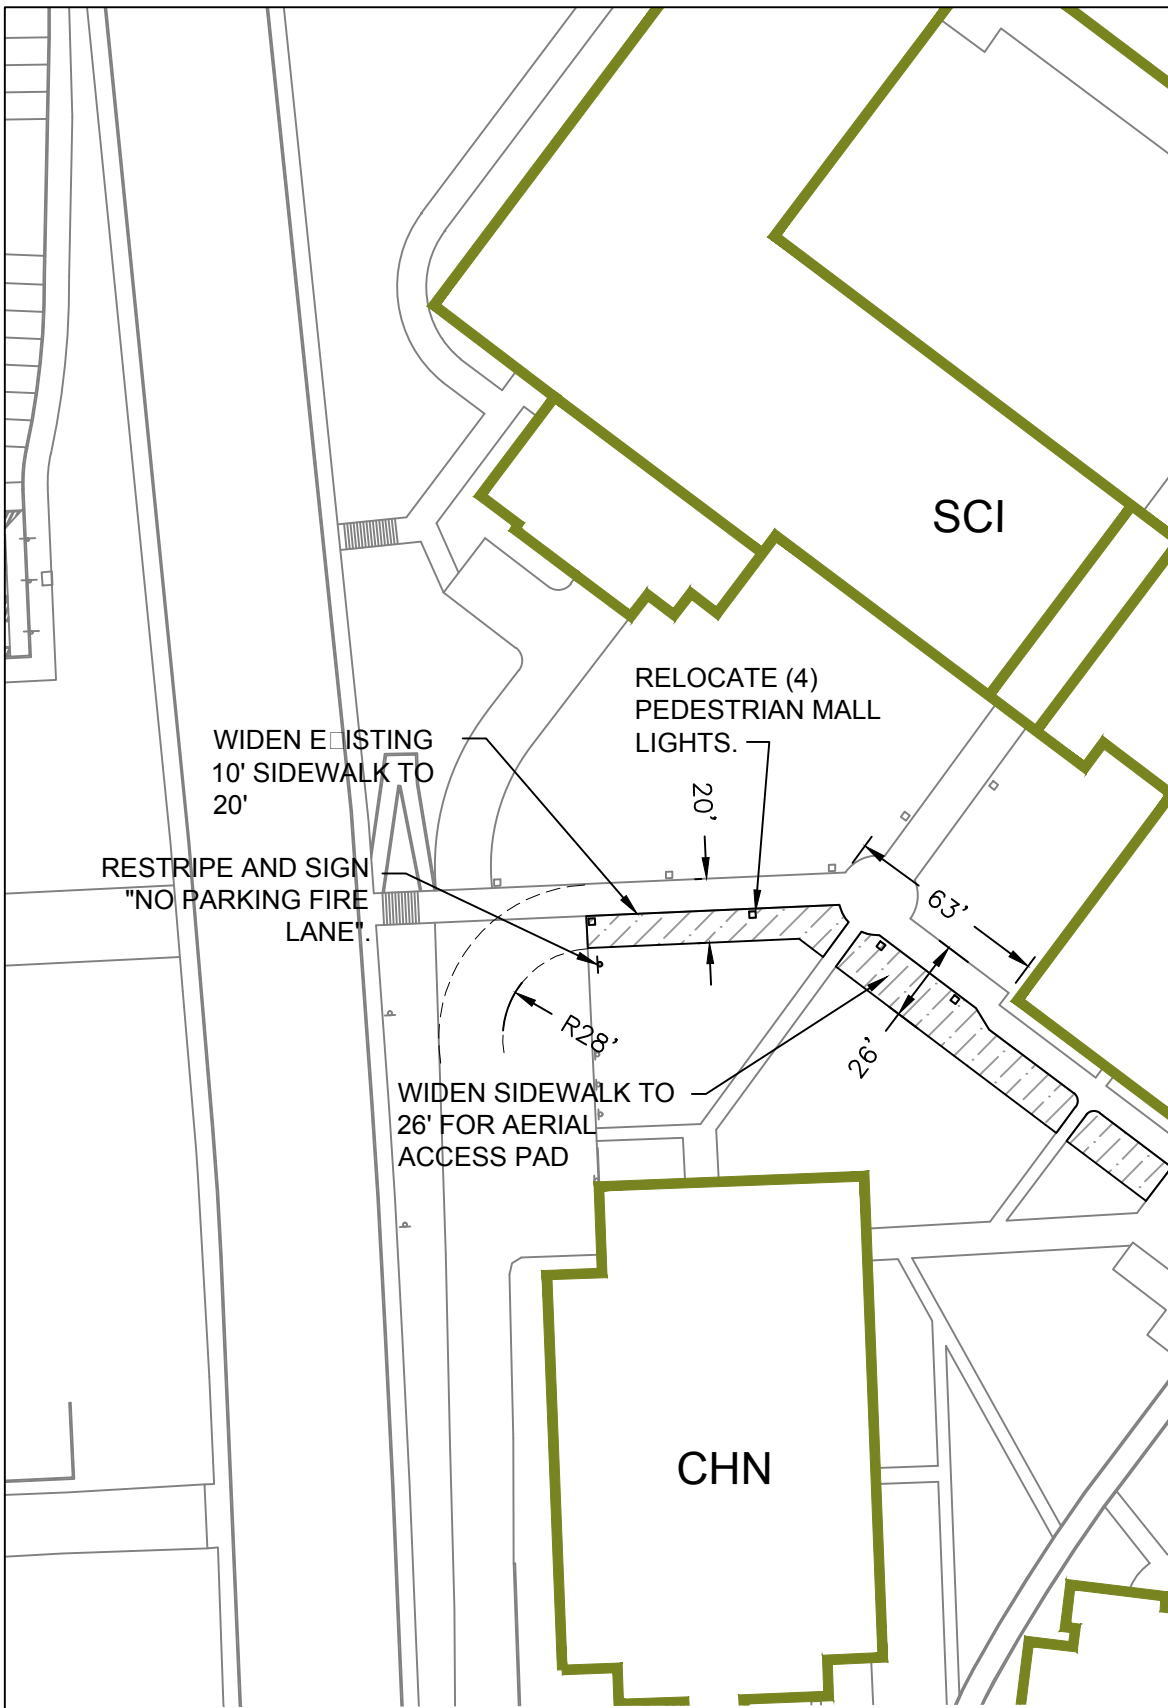 SCI
RELOCATE (4)
PEDESTRIAN MALL
LIGHTS.
WIDEN E□ISTING
10' SIDEWALK TO
20'
20'
RESTRIPE AND SIGN
"NO PARKING FIRE
LANE".
63'
R28'
26'
WIDEN SIDEWALK TO
26' FOR AERIAL
ACCESS PAD
CHN